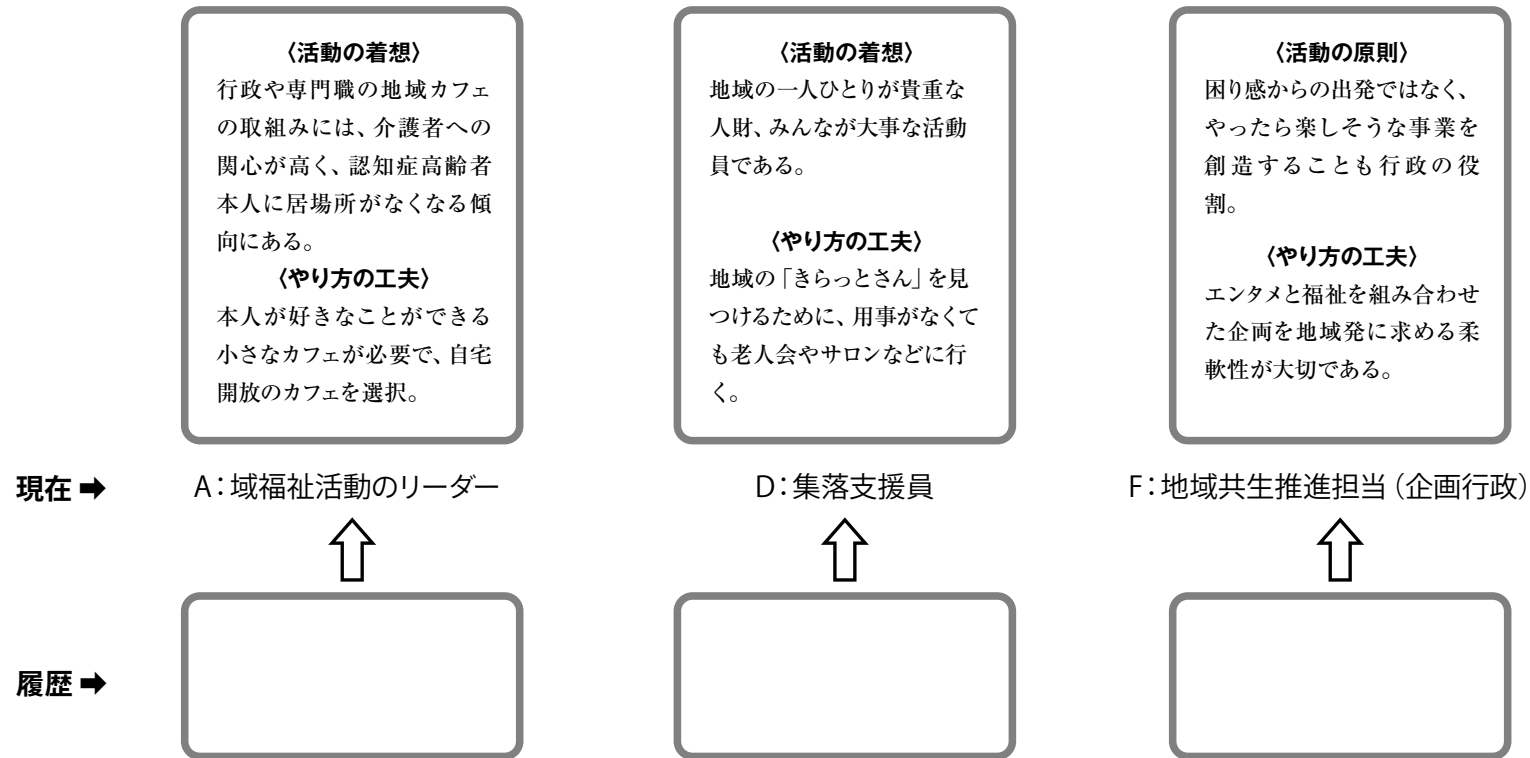 〈活動の着想〉
行政や専門職の地域カフェ
の取組みには、介護者への
関心が高く、認知症高齢者
本人に居場所がなくなる傾
向にある。
〈やり方の工夫〉
本人が好きなことができる
小さなカフェが必要で、自宅
開放のカフェを選択。
〈活動の着想〉
地域の一人ひとりが貴重な
人財、みんなが大事な活動
員である。
〈やり方の工夫〉
地域の「きらっとさん」を見
つけるために、用事がなくて
も老人会やサロンなどに行
く。
〈活動の原則〉
困り感からの出発ではなく、
やったら楽しそうな事業を
創造することも行政の役
割。
〈やり方の工夫〉
エンタメと福祉を組み合わせ
た企画を地域発に求める柔
軟性が大切である。
現在➡
A：域福祉活動のリーダー
D：集落支援員
F：地域共生推進担当（企画行政）
履歴➡